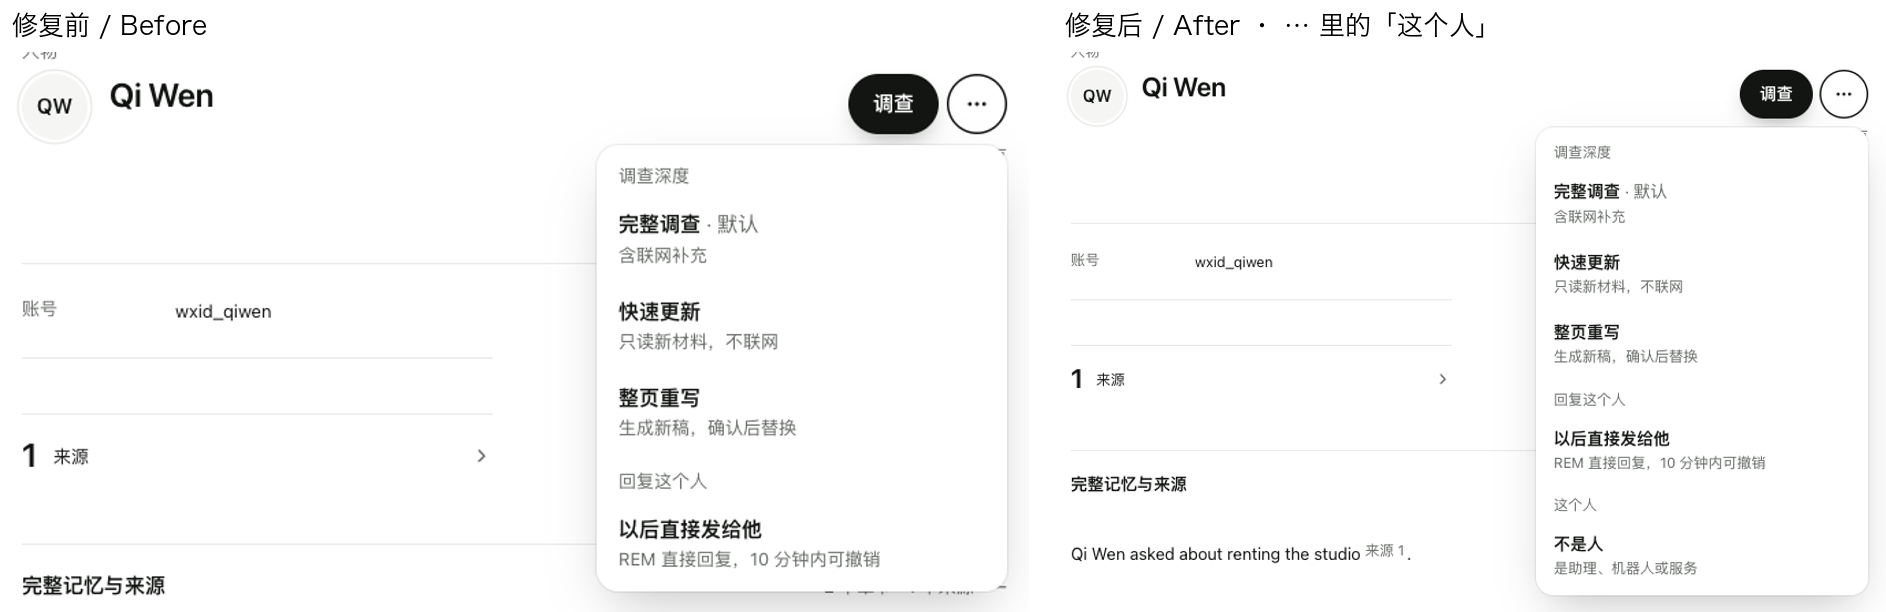 修复前 / Before
人物
QW
Qi Wen
调查
···
调查深度
完整调查 · 默认
含联网补充
快速更新
只读新材料，不联网
整页重写
生成新稿，确认后替换
回复这个人
以后直接发给他
REM 直接回复，10 分钟内可撤销
账号
wxid_qiwen
1 来源
完整记忆与来源
修复后 / After · ··· 里的「这个人」
人物
QW
Qi Wen
调查
···
调查深度
完整调查 · 默认
含联网补充
快速更新
只读新材料，不联网
整页重写
生成新稿，确认后替换
回复这个人
以后直接发给他
REM 直接回复，10 分钟内可撤销
这个人
不是人
是助理、机器人或服务
账号
wxid_qiwen
1 来源
完整记忆与来源
Qi Wen asked about renting the studio 来源 1.